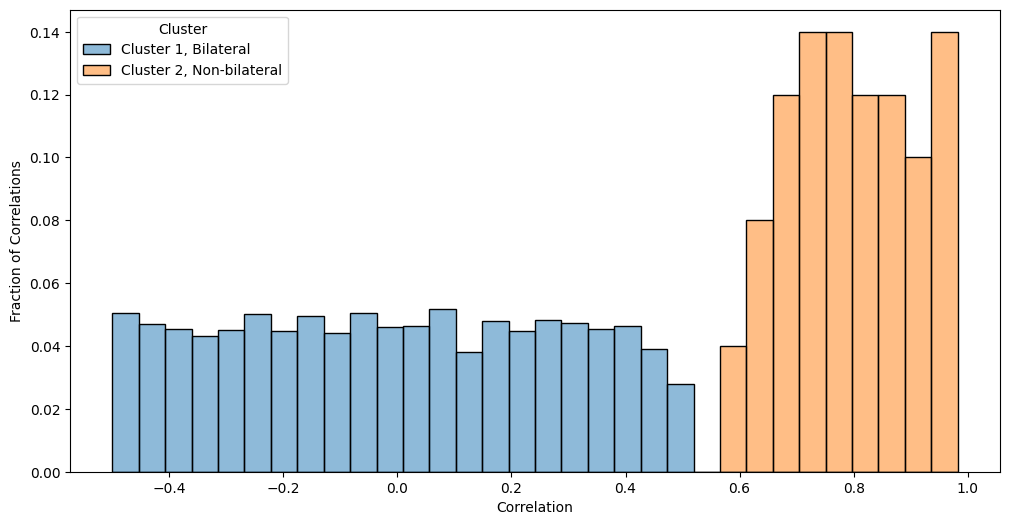 Cluster
Cluster 1, Bilateral
Cluster 2, Non-bilateral
Fraction of Correlations
0.14
0.12
0.10
0.08
0.06
0.04
0.02
0.00
−0.4 −0.2 0.0 0.2 0.4 0.6 0.8 1.0
Correlation